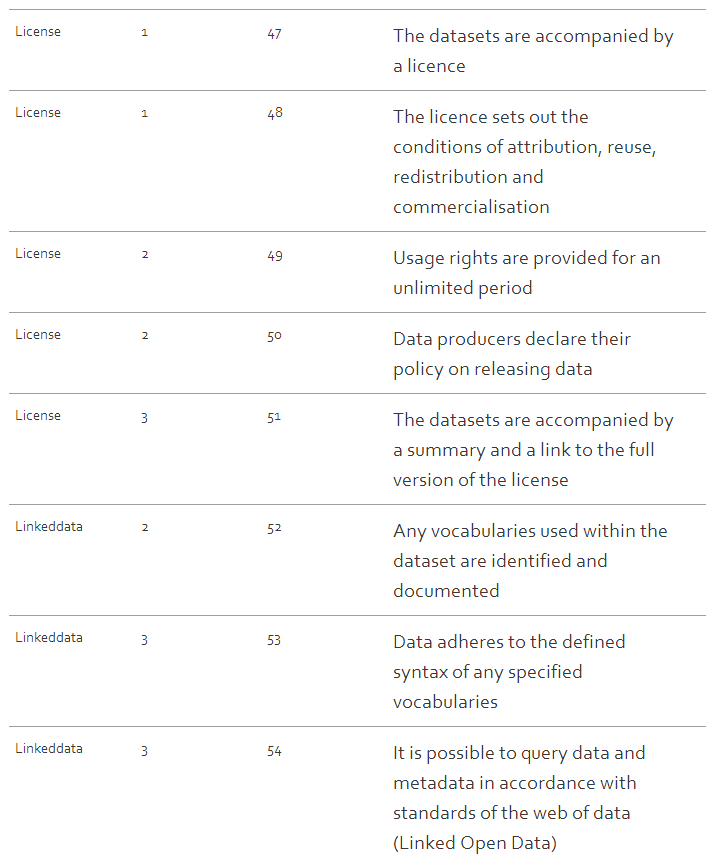 License 1 47 The datasets are accompanied by
a licence
License 1 48 The licence sets out the
conditions of attribution, reuse,
redistribution and
commercialisation
License 2 49 Usage rights are provided for an
unlimited period
License 2 50 Data producers declare their
policy on releasing data
License 3 51 The datasets are accompanied by
a summary and a link to the full
version of the license
Linkeddata 2 52 Any vocabularies used within the
dataset are identified and
documented
Linkeddata 3 53 Data adheres to the defined
syntax of any specified
vocabularies
Linkeddata 3 54 It is possible to query data and
metadata in accordance with
standards of the web of data
(Linked Open Data)